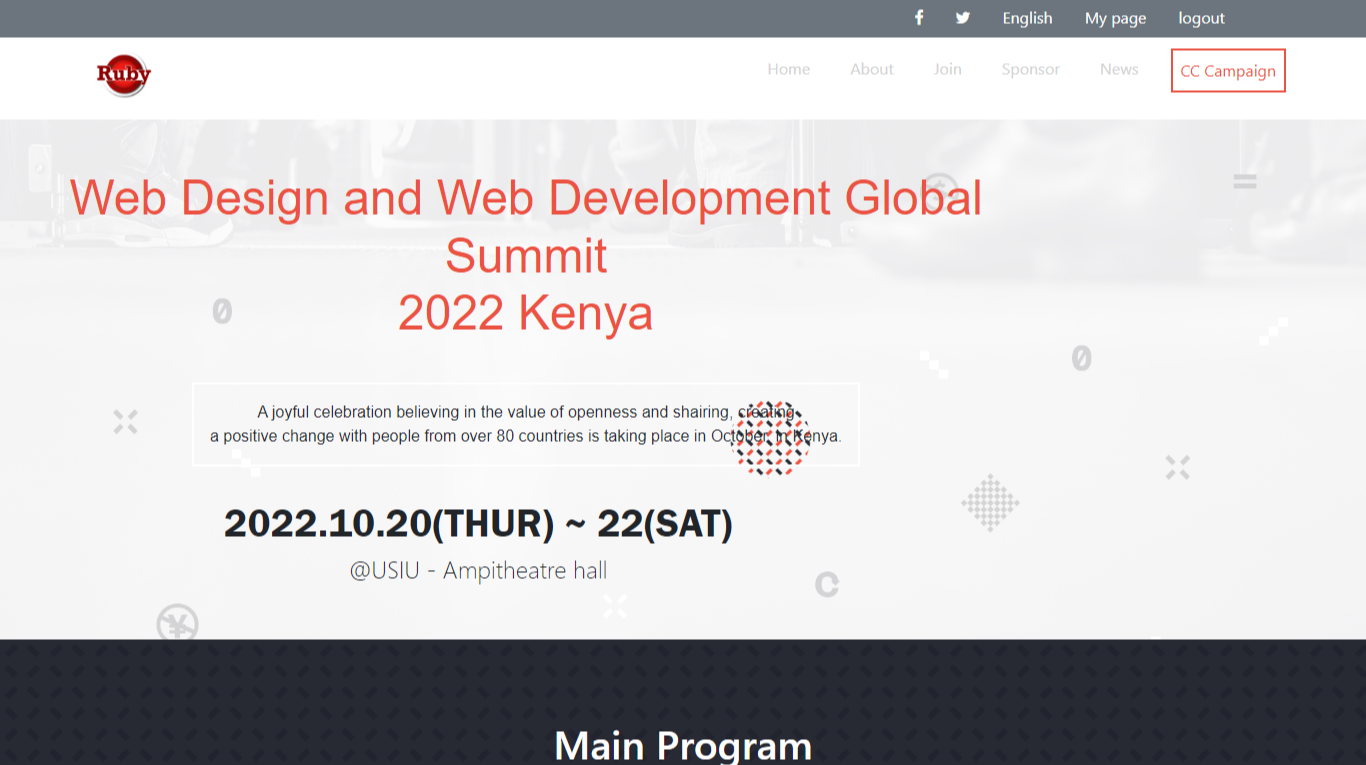 English My page logout
Ruby
Home About Join Sponsor News CC Campaign
Web Design and Web Development Global
Summit
2022 Kenya
A joyful celebration believing in the value of openness and shairing, creating
a positive change with people from over 80 countries is taking place in October, in Kenya.
2022.10.20(THUR) ~ 22(SAT)
@USIU - Ampitheatre hall
Main Program